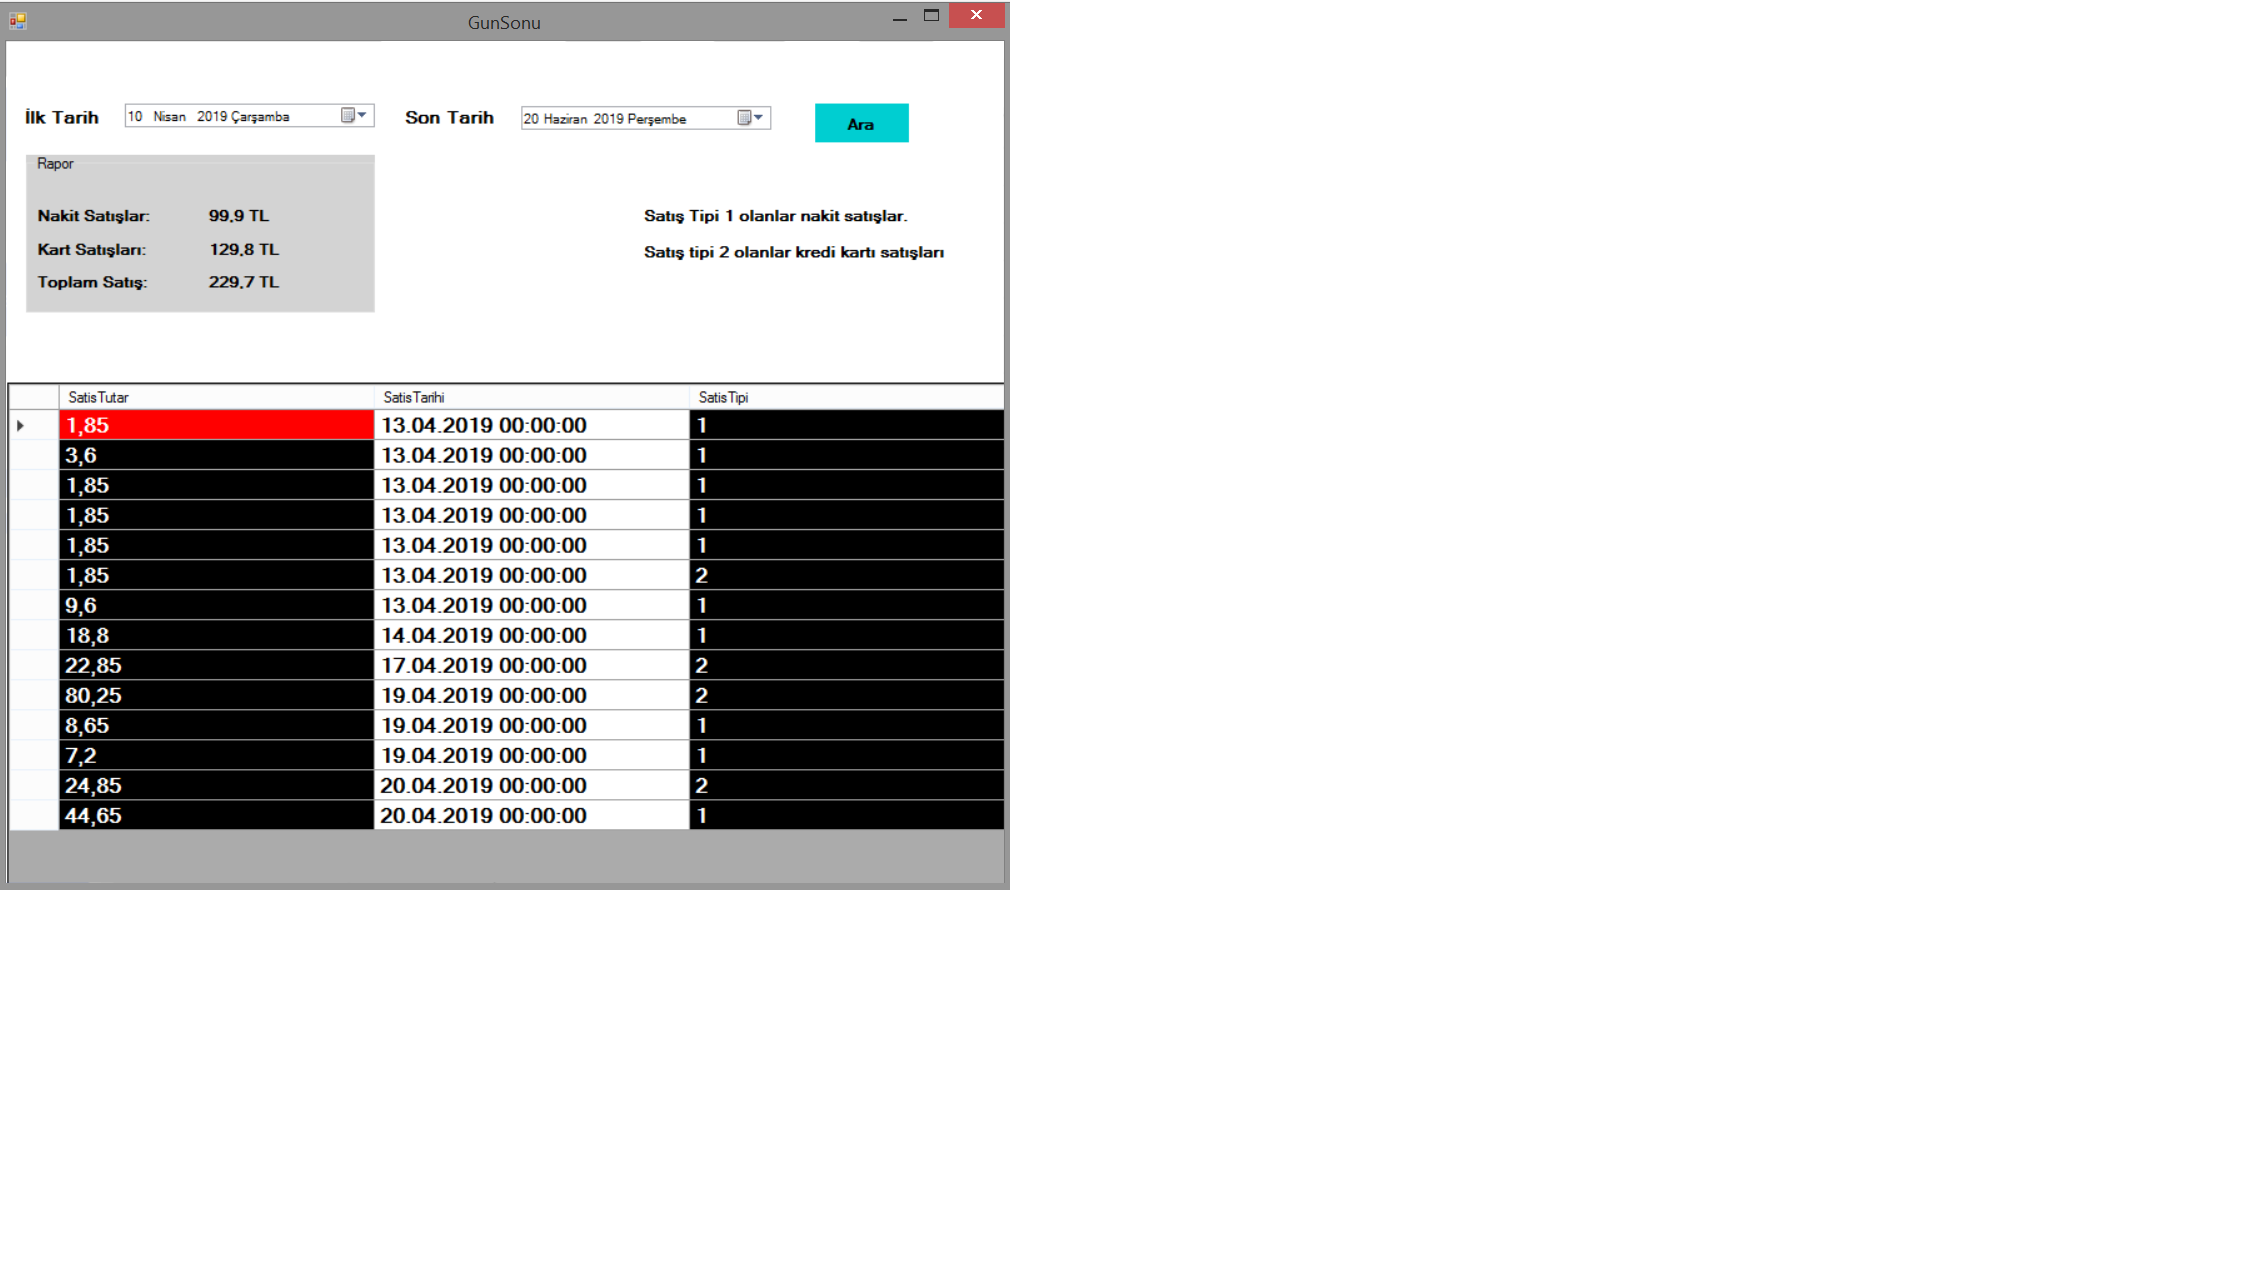 GunSonu
İlk Tarih 10 Nisan 2019 Çarşamba Son Tarih 20 Haziran 2019 Perşembe Ara
Rapor
Nakit Satışlar: 99,9 TL Satış Tipi 1 olanlar nakit satışlar.
Kart Satışları: 129,8 TL Satış tipi 2 olanlar kredi kartı satışları
Toplam Satış: 229,7 TL
SatisTutar SatisTarihi SatisTipi
1,85 13.04.2019 00:00:00 1
3,6 13.04.2019 00:00:00 1
1,85 13.04.2019 00:00:00 1
1,85 13.04.2019 00:00:00 1
1,85 13.04.2019 00:00:00 1
1,85 13.04.2019 00:00:00 2
9,6 13.04.2019 00:00:00 1
18,8 14.04.2019 00:00:00 1
22,85 17.04.2019 00:00:00 2
80,25 19.04.2019 00:00:00 2
8,65 19.04.2019 00:00:00 1
7,2 19.04.2019 00:00:00 1
24,85 20.04.2019 00:00:00 2
44,65 20.04.2019 00:00:00 1